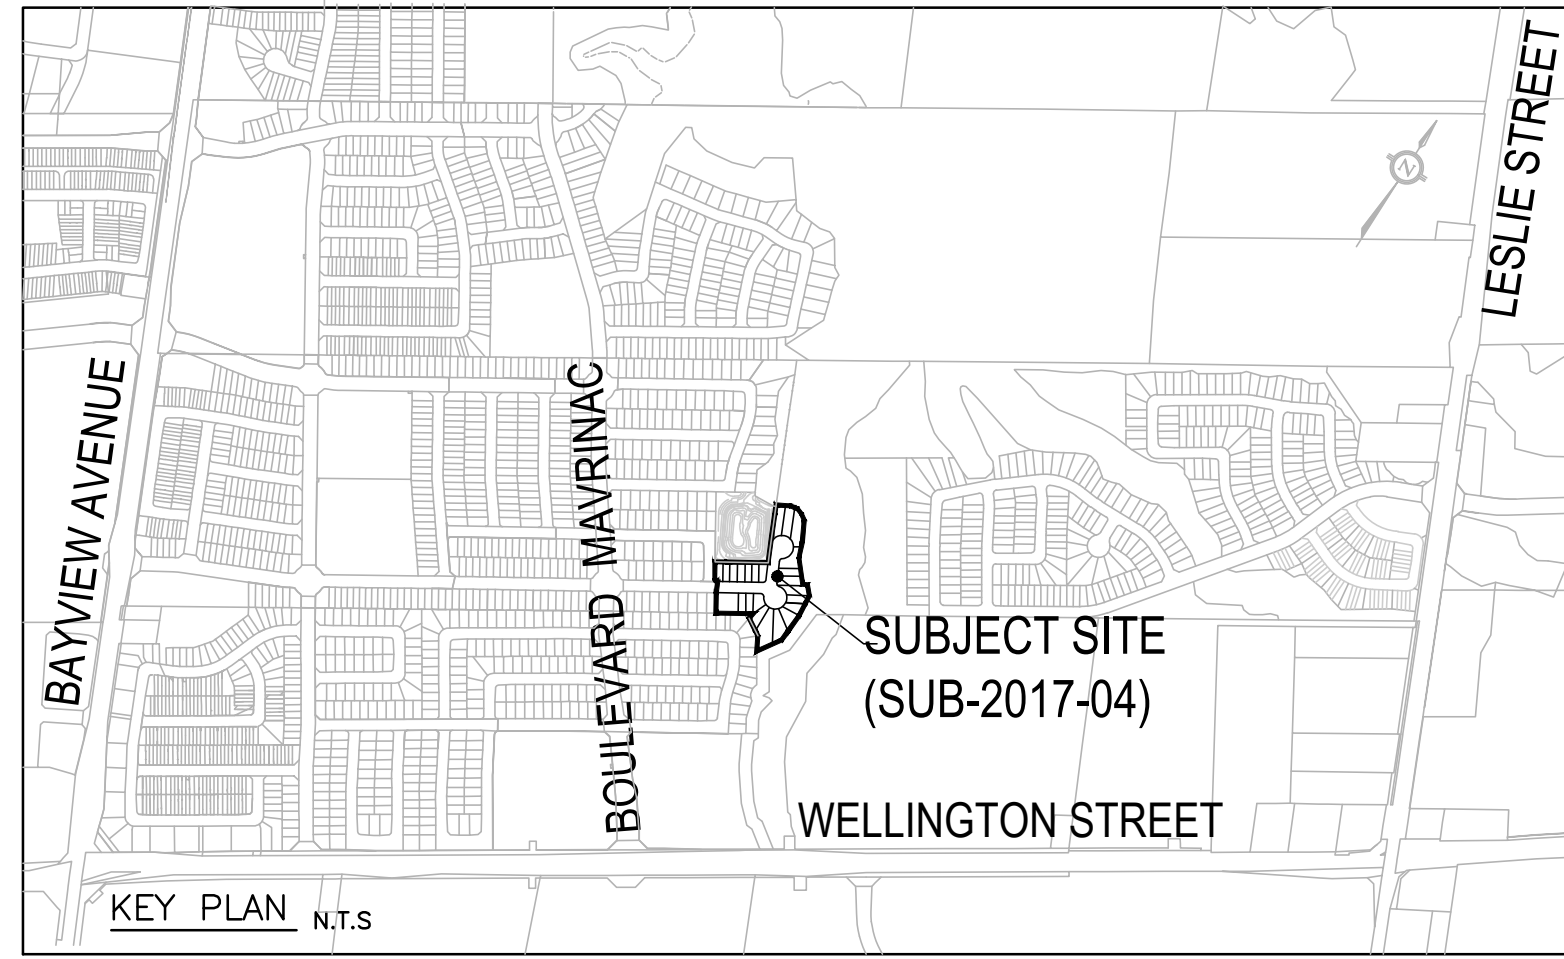 LESLIE STREET
N
BAYVIEW AVENUE
BOULEVARD MAVRINAC
SUBJECT SITE
(SUB-2017-04)
WELLINGTON STREET
KEY PLAN N.T.S